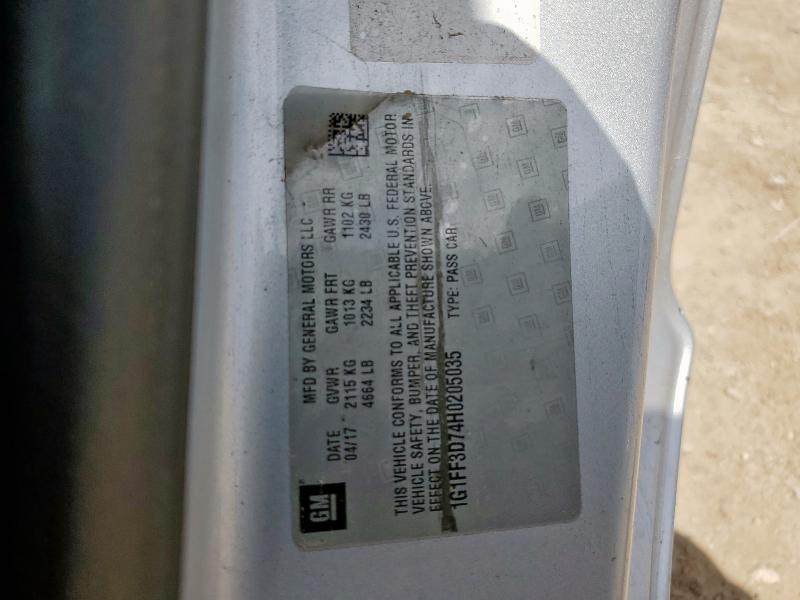 GM
MFD BY GENERAL MOTORS LLC
DATE GVWR GAWR FRT GAWR RR
04/17 2115 KG 1013 KG 1102 KG
4664 LB 2234 LB 2430 LB
THIS VEHICLE CONFORMS TO ALL APPLICABLE U.S. FEDERAL MOTOR
VEHICLE SAFETY, BUMPER, AND THEFT PREVENTION STANDARDS IN
EFFECT ON THE DATE OF MANUFACTURE SHOWN ABOVE.
1G1FF3D74H0205035 TYPE: PASS CAR